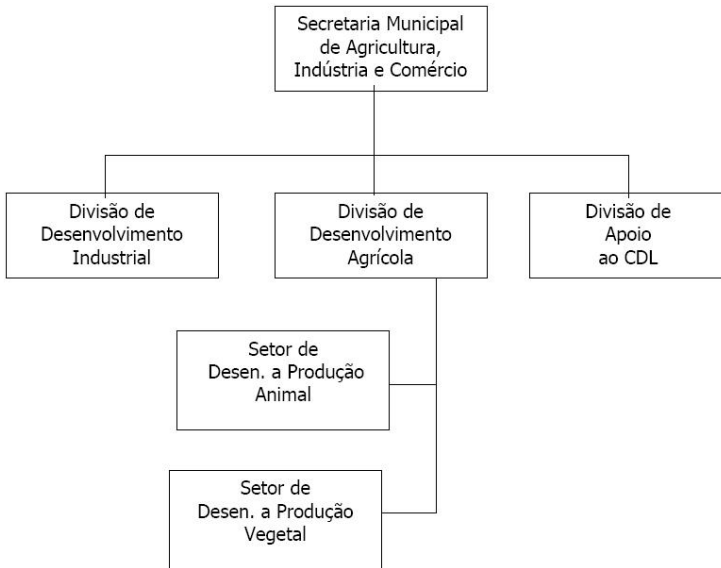 Secretaria Municipal
de Agricultura,
Indústria e Comércio
Divisão de
Desenvolvimento
Industrial
Divisão de
Desenvolvimento
Agrícola
Divisão de
Apoio
ao CDL
Setor de
Desen. a Produção
Animal
Setor de
Desen. a Produção
Vegetal